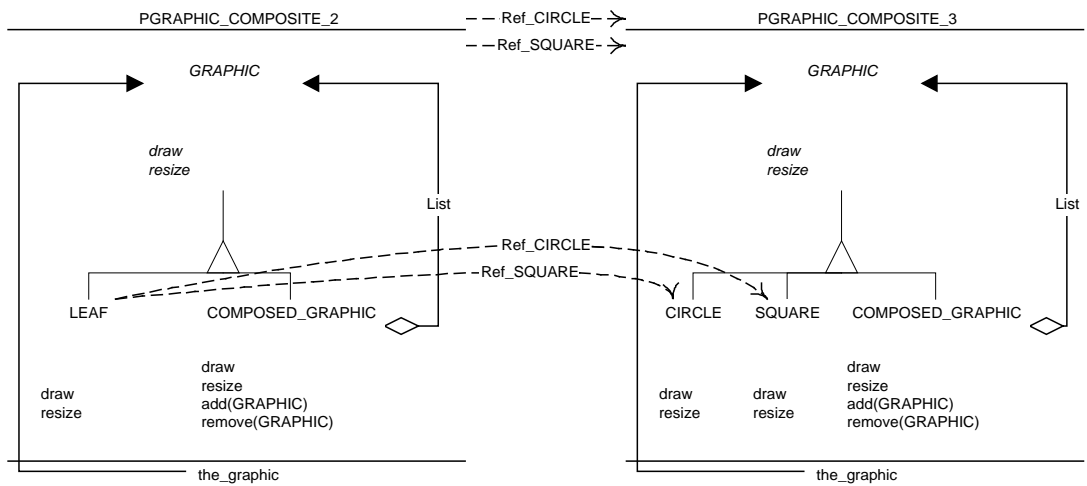 PGRAPHIC_COMPOSITE_2
Ref_CIRCLE
PGRAPHIC_COMPOSITE_3
Ref_SQUARE
GRAPHIC
GRAPHIC
draw
resize
draw
resize
List
List
Ref_CIRCLE
Ref_SQUARE
LEAF
COMPOSED_GRAPHIC
CIRCLE
SQUARE
COMPOSED_GRAPHIC
draw
resize
draw
resize
add(GRAPHIC)
remove(GRAPHIC)
draw
resize
draw
resize
draw
resize
add(GRAPHIC)
remove(GRAPHIC)
the_graphic
the_graphic